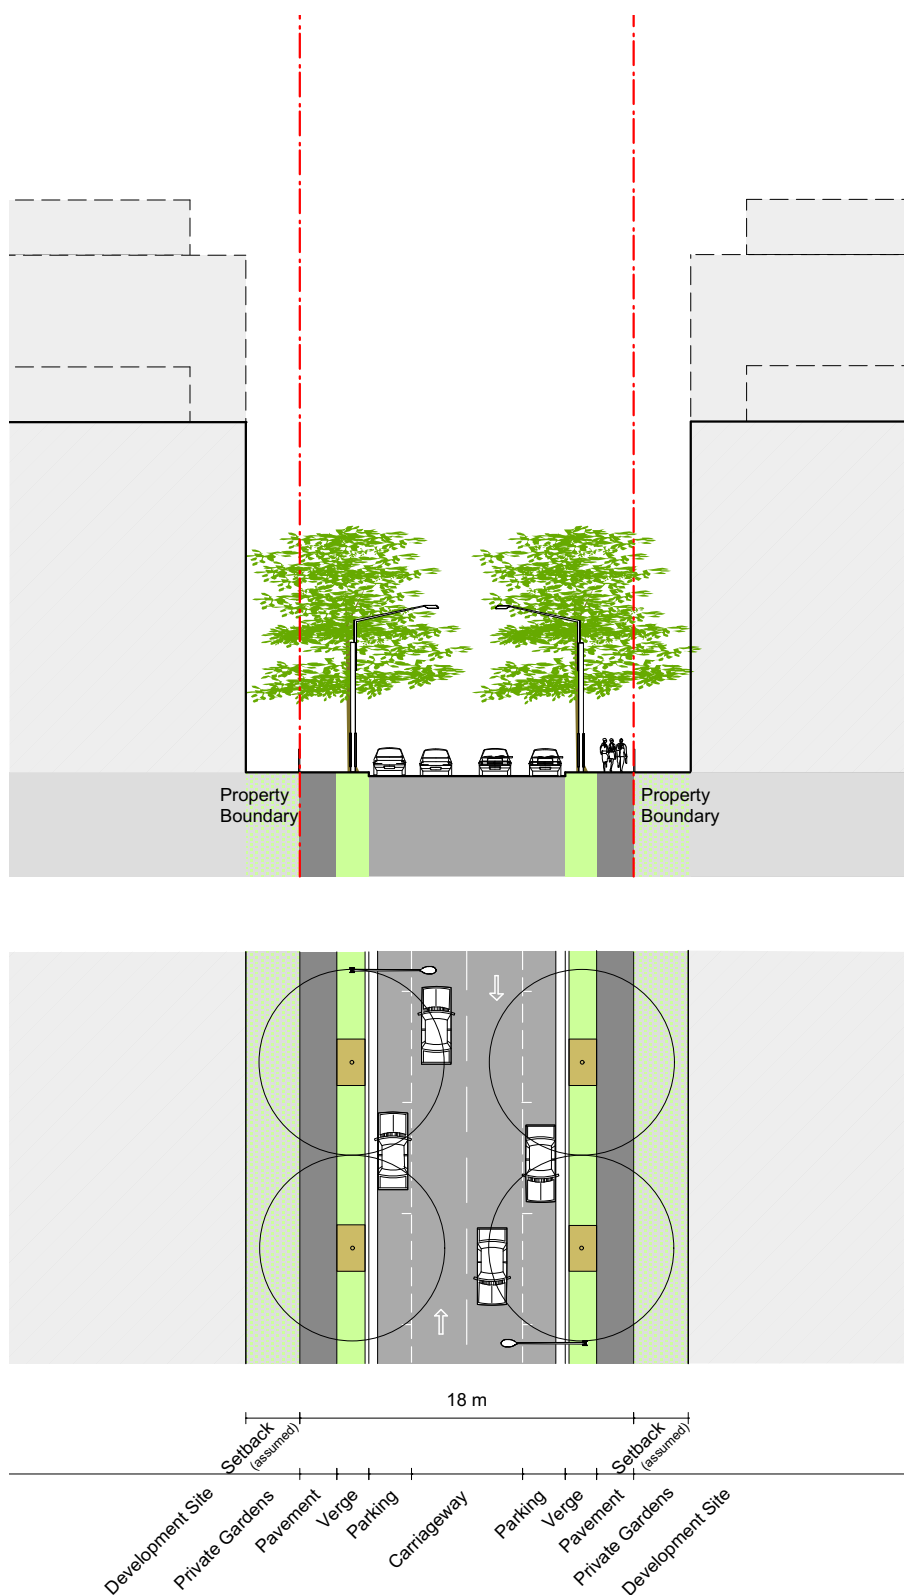 Property
Boundary
Property
Boundary
18 m
Setback
(assumed)
Setback
(assumed)
Development Site
Private Gardens
Pavement
Verge
Parking
Carriageway
Parking
Verge
Pavement
Private Gardens
Development Site